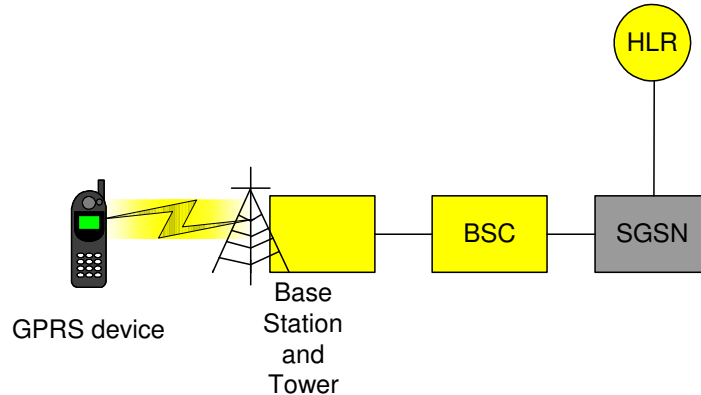 HLR
BSC
SGSN
GPRS device
Base
Station
and
Tower